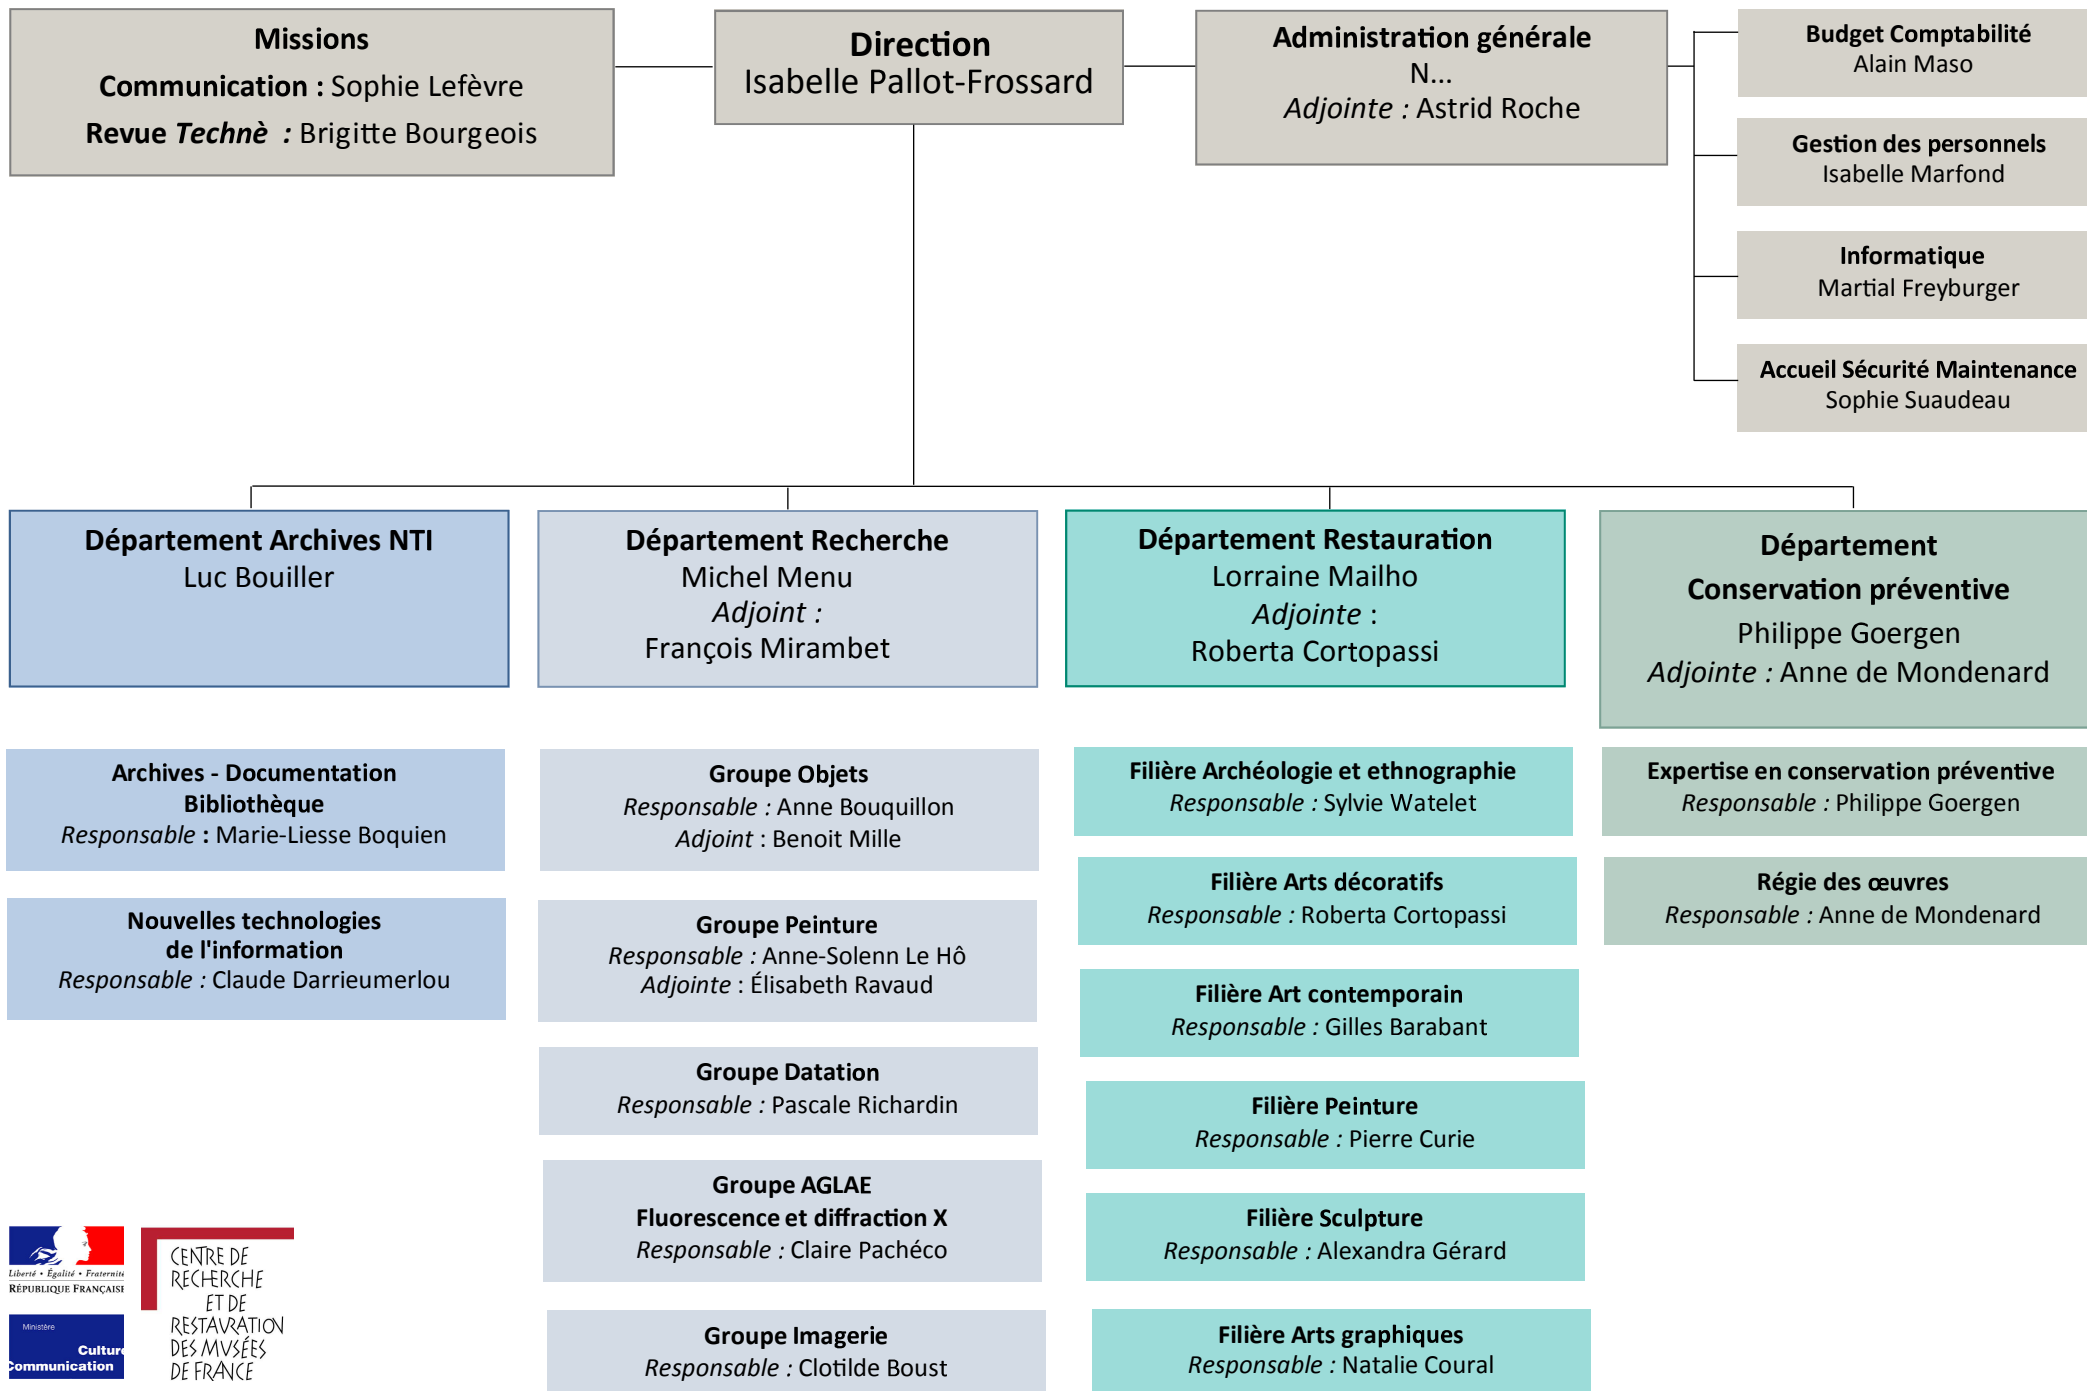 Missions
Communication : Sophie Lefèvre
Revue Technè : Brigitte Bourgeois
Direction
Isabelle Pallot-Frossard
Administration générale
N...
Adjointe : Astrid Roche
Budget Comptabilité
Alain Maso
Gestion des personnels
Isabelle Marfond
Informatique
Martial Freyburger
Accueil Sécurité Maintenance
Sophie Suaudeau
Département Archives NTI
Luc Bouiller
Département Recherche
Michel Menu
Adjoint :
François Mirambet
Département Restauration
Lorraine Mailho
Adjointe :
Roberta Cortopassi
Département
Conservation préventive
Philippe Goergen
Adjointe : Anne de Mondenard
Archives - Documentation
Bibliothèque
Responsable : Marie-Liesse Boquien
Nouvelles technologies
de l'information
Responsable : Claude Darrieumerlou
Groupe Objets
Responsable : Anne Bouquillon
Adjoint : Benoit Mille
Groupe Peinture
Responsable : Anne-Solenn Le Hô
Adjointe : Élisabeth Ravaud
Groupe Datation
Responsable : Pascale Richardin
Groupe AGLAE
Fluorescence et diffraction X
Responsable : Claire Pachéco
Groupe Imagerie
Responsable : Clotilde Boust
Filière Archéologie et ethnographie
Responsable : Sylvie Watelet
Filière Arts décoratifs
Responsable : Roberta Cortopassi
Filière Art contemporain
Responsable : Gilles Barabant
Filière Peinture
Responsable : Pierre Curie
Filière Sculpture
Responsable : Alexandra Gérard
Filière Arts graphiques
Responsable : Natalie Coural
Expertise en conservation préventive
Responsable : Philippe Goergen
Régie des œuvres
Responsable : Anne de Mondenard
Liberté • Égalité • Fraternité
RÉPUBLIQUE FRANÇAISE
Ministère
Culture
Communication
CENTRE DE
RECHERCHE
ET DE
RESTAURATION
DES MUSÉES
DE FRANCE